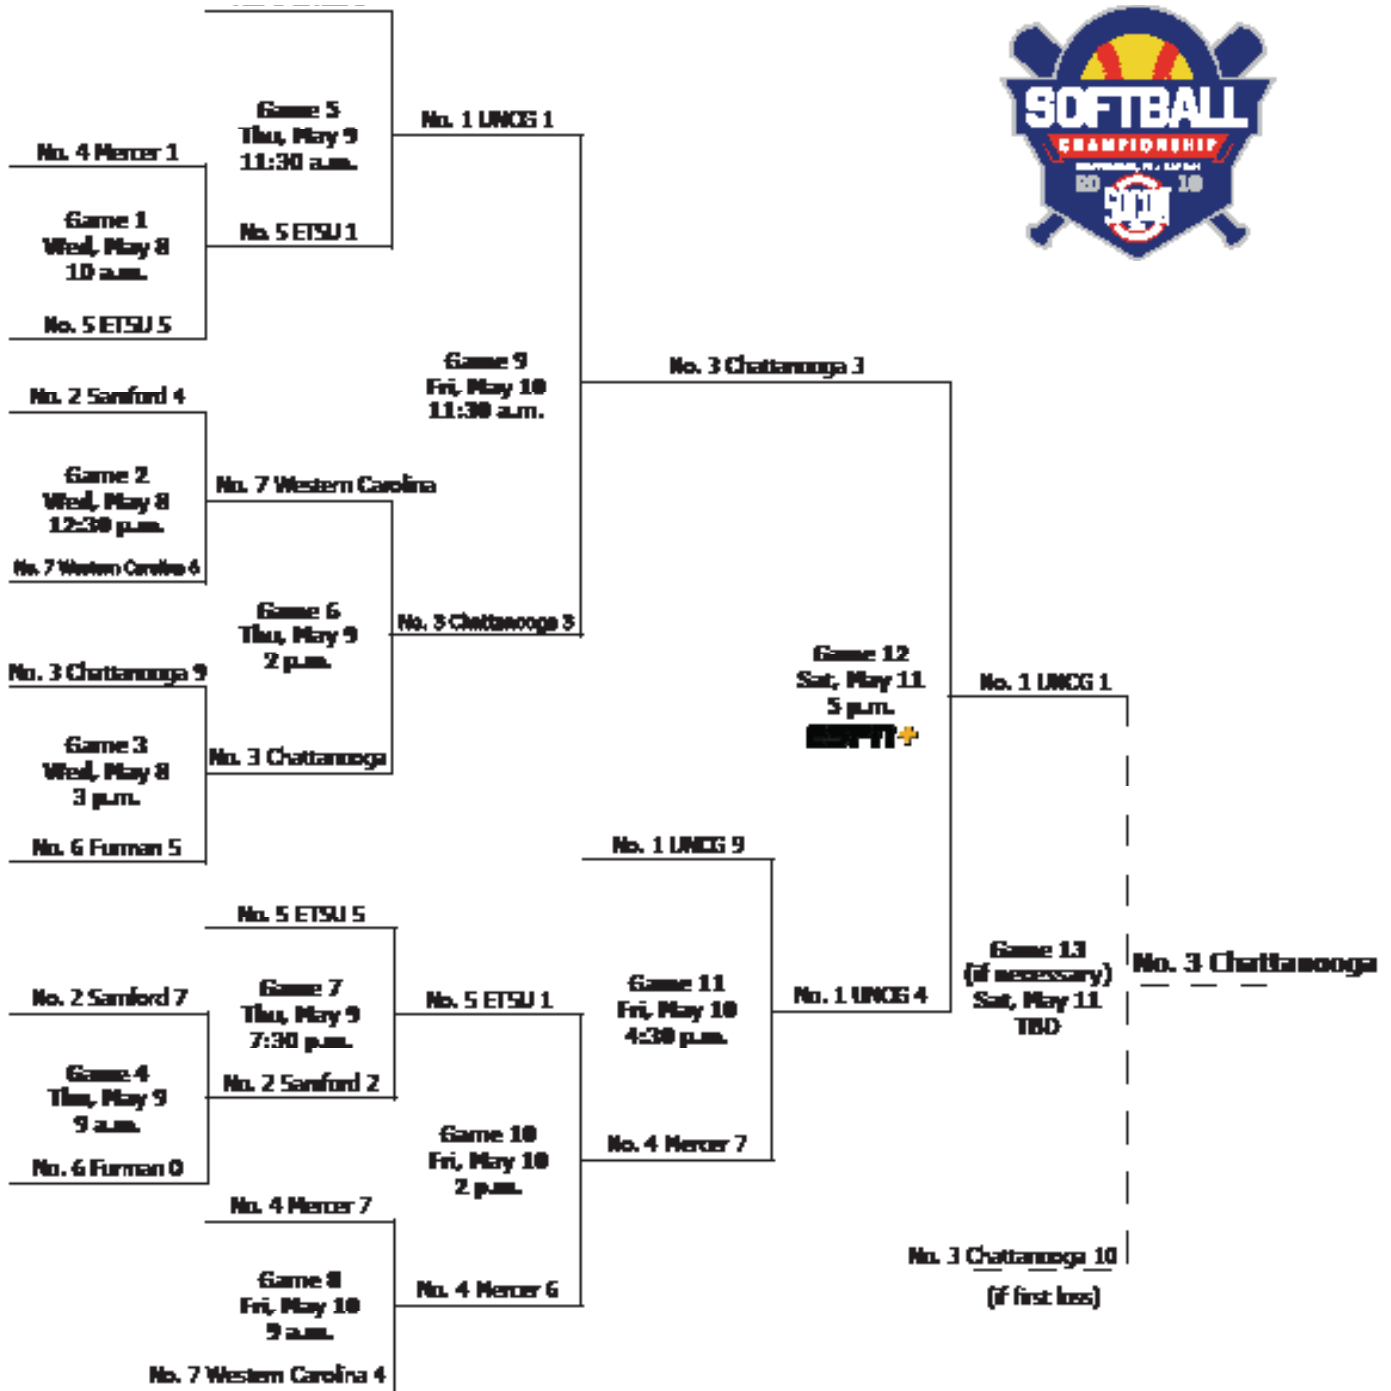 Game 5
Thu, May 9
11:30 a.m.
No. 1 UNCG 1
SOFTBALL
CHAMPIONSHIP
20 18
SOCON
No. 4 Mercer 1
Game 1
Wed, May 8
10 a.m.
No. 5 ETSU 1
No. 5 ETSU 5
Game 9
Fri, May 10
11:30 a.m.
No. 3 Chattanooga 3
No. 2 Samford 4
Game 2
Wed, May 8
12:30 p.m.
No. 7 Western Carolina
No. 7 Western Carolina 6
Game 6
Thu, May 9
2 p.m.
No. 3 Chattanooga 3
No. 3 Chattanooga 9
Game 3
Wed, May 8
3 p.m.
No. 3 Chattanooga
No. 6 Furman 5
Game 12
Sat, May 11
5 p.m.
ESPN+
No. 1 UNCG 1
No. 1 UNCG 9
No. 5 ETSU 5
No. 2 Samford 7
Game 7
Thu, May 9
7:30 p.m.
No. 5 ETSU 1
Game 11
Fri, May 10
4:30 p.m.
No. 1 UNCG 4
Game 13
(if necessary)
Sat, May 11
TBD
No. 3 Chattanooga
Game 4
Thu, May 9
9 a.m.
No. 2 Samford 2
No. 6 Furman 0
Game 10
Fri, May 10
2 p.m.
No. 4 Mercer 7
No. 4 Mercer 7
Game 8
Fri, May 10
9 a.m.
No. 4 Mercer 6
No. 7 Western Carolina 4
No. 3 Chattanooga 10
(if first loss)